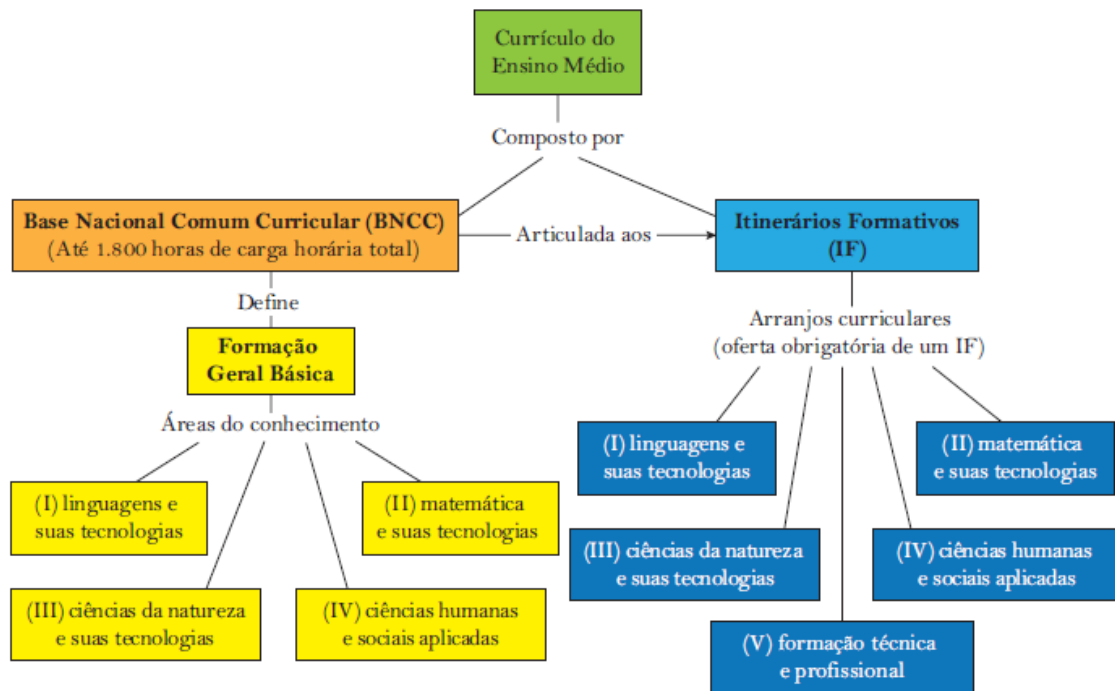 Currículo do
Ensino Médio
Composto por
Base Nacional Comum Curricular (BNCC)
(Até 1.800 horas de carga horária total)
Articulada aos
Itinerários Formativos
(IF)
Define
Formação
Geral Básica
Áreas do conhecimento
(I) linguagens e
suas tecnologias
(II) matemática
e suas tecnologias
(III) ciências da natureza
e suas tecnologias
(IV) ciências humanas
e sociais aplicadas
Arranjos curriculares
(oferta obrigatória de um IF)
(I) linguagens e
suas tecnologias
(II) matemática
e suas tecnologias
(III) ciências da natureza
e suas tecnologias
(IV) ciências humanas
e sociais aplicadas
(V) formação técnica
e profissional